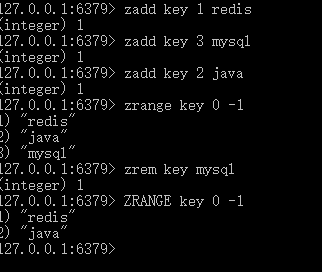 127.0.0.1:6379> zadd key 1 redis
(integer) 1
127.0.0.1:6379> zadd key 3 mysql
(integer) 1
127.0.0.1:6379> zadd key 2 java
(integer) 1
127.0.0.1:6379> zrange key 0 -1
1) "redis"
2) "java"
3) "mysql"
127.0.0.1:6379> zrem key mysql
(integer) 1
127.0.0.1:6379> ZRANGE key 0 -1
1) "redis"
2) "java"
127.0.0.1:6379>